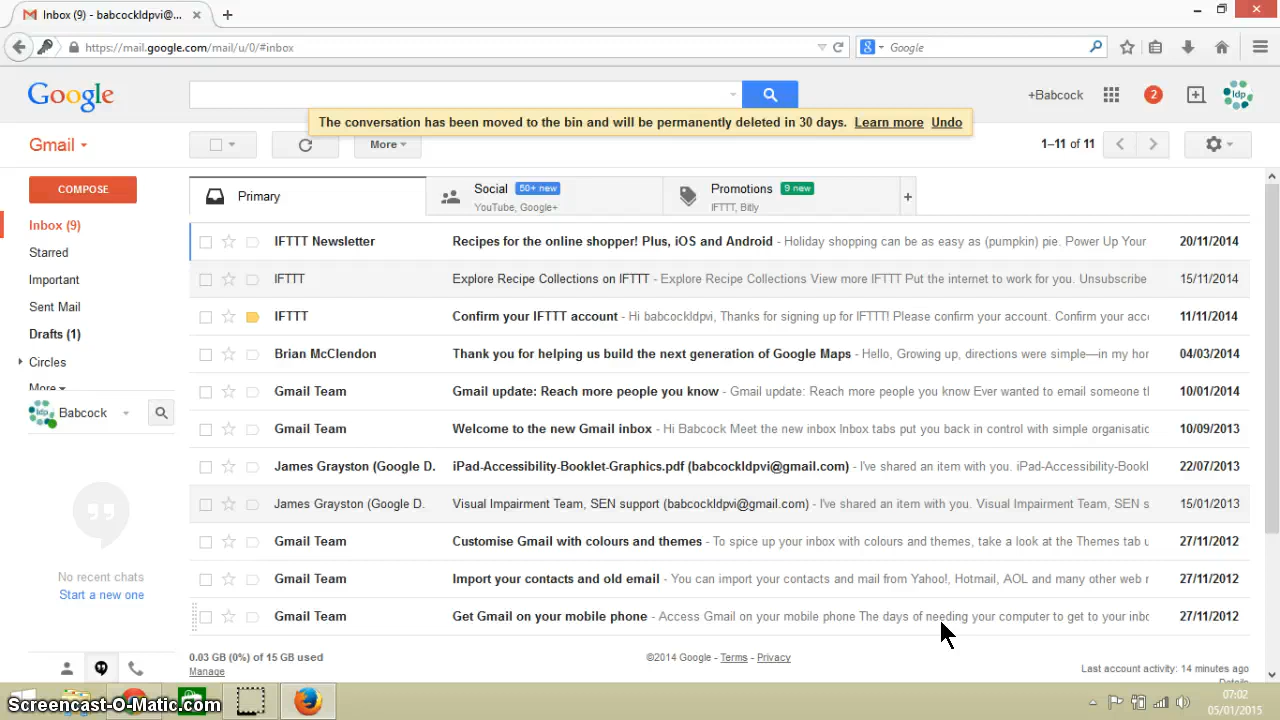 Inbox (9) - babcockldpvi@...
https://mail.google.com/mail/u/0/#inbox
Google
Google
+Babcock
2
ldp
The conversation has been moved to the bin and will be permanently deleted in 30 days. Learn more Undo
Gmail
More
1–11 of 11
COMPOSE
Primary
Social 50+ new
YouTube, Google+
Promotions 9 new
IFTTT, Bitly
Inbox (9)
Starred
Important
Sent Mail
Drafts (1)
Circles
More
IFTTT Newsletter Recipes for the online shopper! Plus, iOS and Android - Holiday shopping can be as easy as (pumpkin) pie. Power Up Your 20/11/2014
IFTTT Explore Recipe Collections on IFTTT - Explore Recipe Collections View more IFTTT Put the internet to work for you. Unsubscribe 15/11/2014
IFTTT Confirm your IFTTT account - Hi babcockldpvi, Thanks for signing up for IFTTT! Please confirm your account. Confirm your acc 11/11/2014
Brian McClendon Thank you for helping us build the next generation of Google Maps - Hello, Growing up, directions were simple—in my hor 04/03/2014
Gmail Team Gmail update: Reach more people you know - Gmail update: Reach more people you know Ever wanted to email someone 10/01/2014
Gmail Team Welcome to the new Gmail inbox - Hi Babcock Meet the new inbox Inbox tabs put you back in control with simple organisatic 10/09/2013
James Grayston (Google D. iPad-Accessibility-Booklet-Graphics.pdf (babcockldpvi@gmail.com) - I've shared an item with you. iPad-Accessibility-Bookl 22/07/2013
James Grayston (Google D. Visual Impairment Team, SEN support (babcockldpvi@gmail.com) - I've shared an item with you. Visual Impairment Team, SEN s 15/01/2013
Gmail Team Customise Gmail with colours and themes - To spice up your inbox with colours and themes, take a look at the Themes tab 27/11/2012
Gmail Team Import your contacts and old email - You can import your contacts and mail from Yahoo!, Hotmail, AOL and many other web 27/11/2012
Gmail Team Get Gmail on your mobile phone - Access Gmail on your mobile phone The days of needing your computer to get to your inbo 27/11/2012
ldp Babcock
No recent chats
Start a new one
0.03 GB (0%) of 15 GB used
Manage
©2014 Google - Terms - Privacy
Last account activity: 14 minutes ago
Details
Screencast-O-Matic.com
07:02
05/01/2015